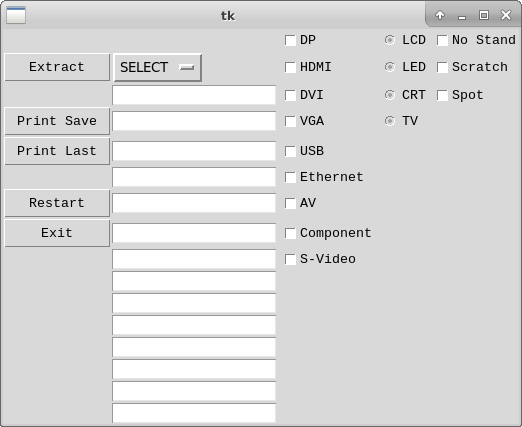 tk
DP LCD No Stand
Extract SELECT HDMI LED Scratch
DVI CRT Spot
Print Save VGA TV
Print Last USB
Ethernet
Restart AV
Exit Component
S-Video